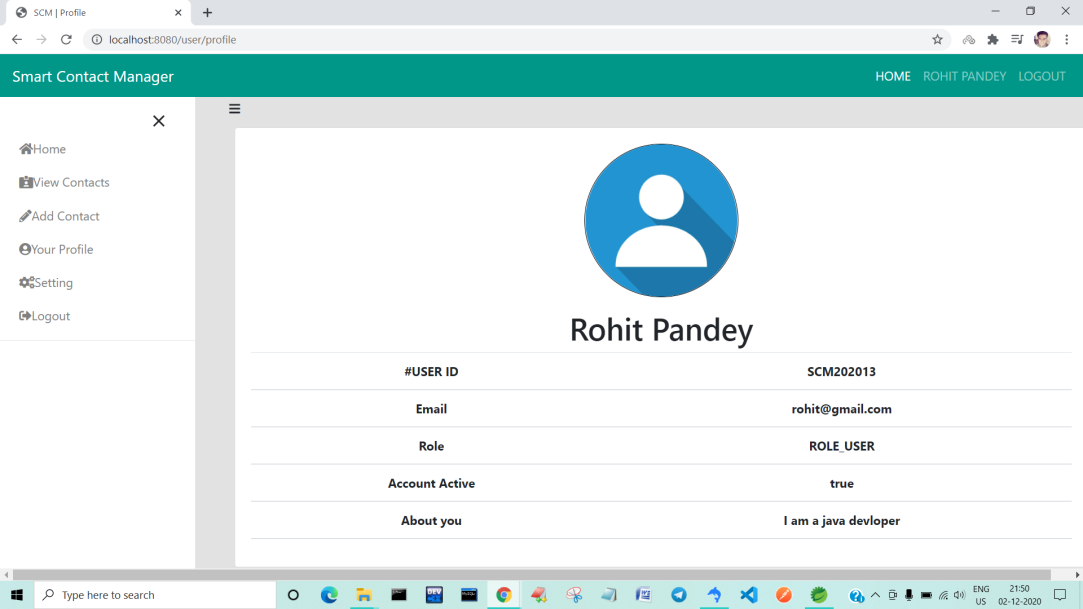 SCM | Profile
localhost:8080/user/profile
Smart Contact Manager
HOME ROHIT PANDEY LOGOUT
Home
View Contacts
Add Contact
Your Profile
Setting
Logout
Rohit Pandey
#USER ID SCM202013
Email rohit@gmail.com
Role ROLE_USER
Account Active true
About you I am a java devloper
Type here to search
DEV
ENG
US
21:50
02-12-2020